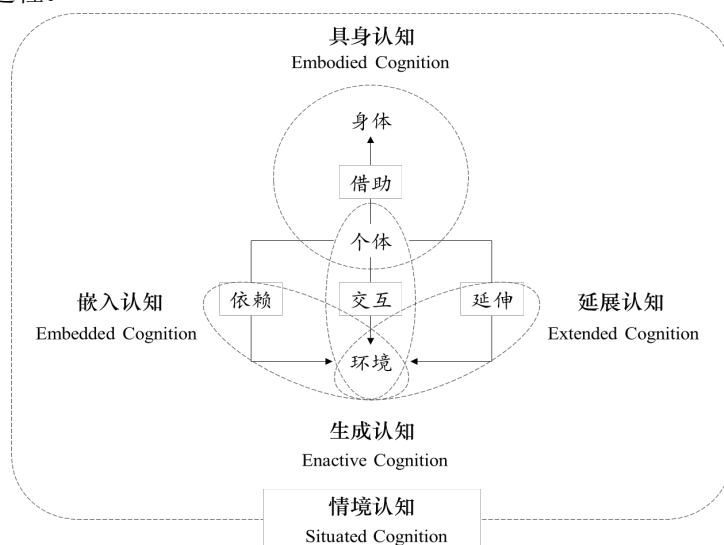 具身认知
Embodied Cognition
身体
借助
个体
嵌入认知
Embedded Cognition
依赖
交互
延伸
延展认知
Extended Cognition
环境
生成认知
Enactive Cognition
情境认知
Situated Cognition